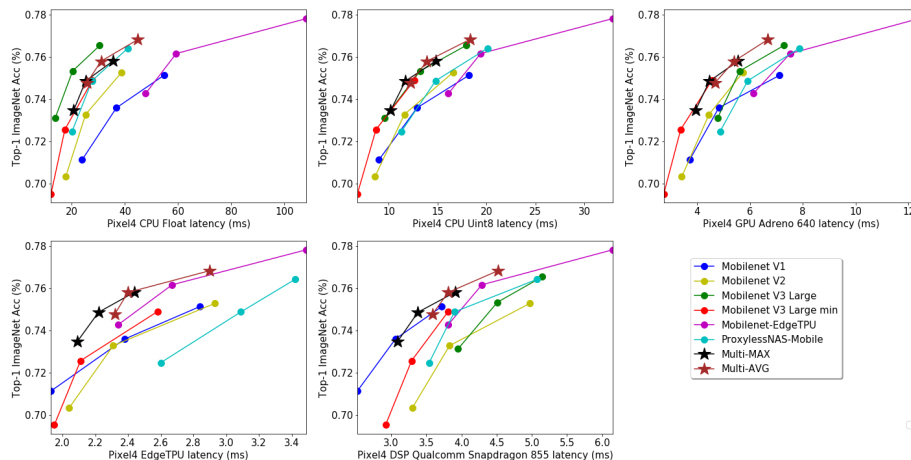 0.78
0.76
0.74
0.72
0.70
Top-1 ImageNet Acc (%)
20 40 60 80 100
Pixel4 CPU Float latency (ms)
0.78
0.76
0.74
0.72
0.70
Top-1 ImageNet Acc (%)
10 15 20 25 30
Pixel4 CPU Uint8 latency (ms)
0.78
0.76
0.74
0.72
0.70
Top-1 ImageNet Acc (%)
4 6 8 10 12
Pixel4 GPU Adreno 640 latency (ms)
0.78
0.76
0.74
0.72
0.70
Top-1 ImageNet Acc (%)
2.0 2.2 2.4 2.6 2.8 3.0 3.2 3.4
Pixel4 EdgeTPU latency (ms)
0.78
0.76
0.74
0.72
0.70
Top-1 ImageNet Acc (%)
3.0 3.5 4.0 4.5 5.0 5.5 6.0
Pixel4 DSP Qualcomm Snapdragon 855 latency (ms)
Mobilenet V1
Mobilenet V2
Mobilenet V3 Large
Mobilenet V3 Large min
Mobilenet-EdgeTPU
ProxylessNAS-Mobile
Multi-MAX
Multi-AVG